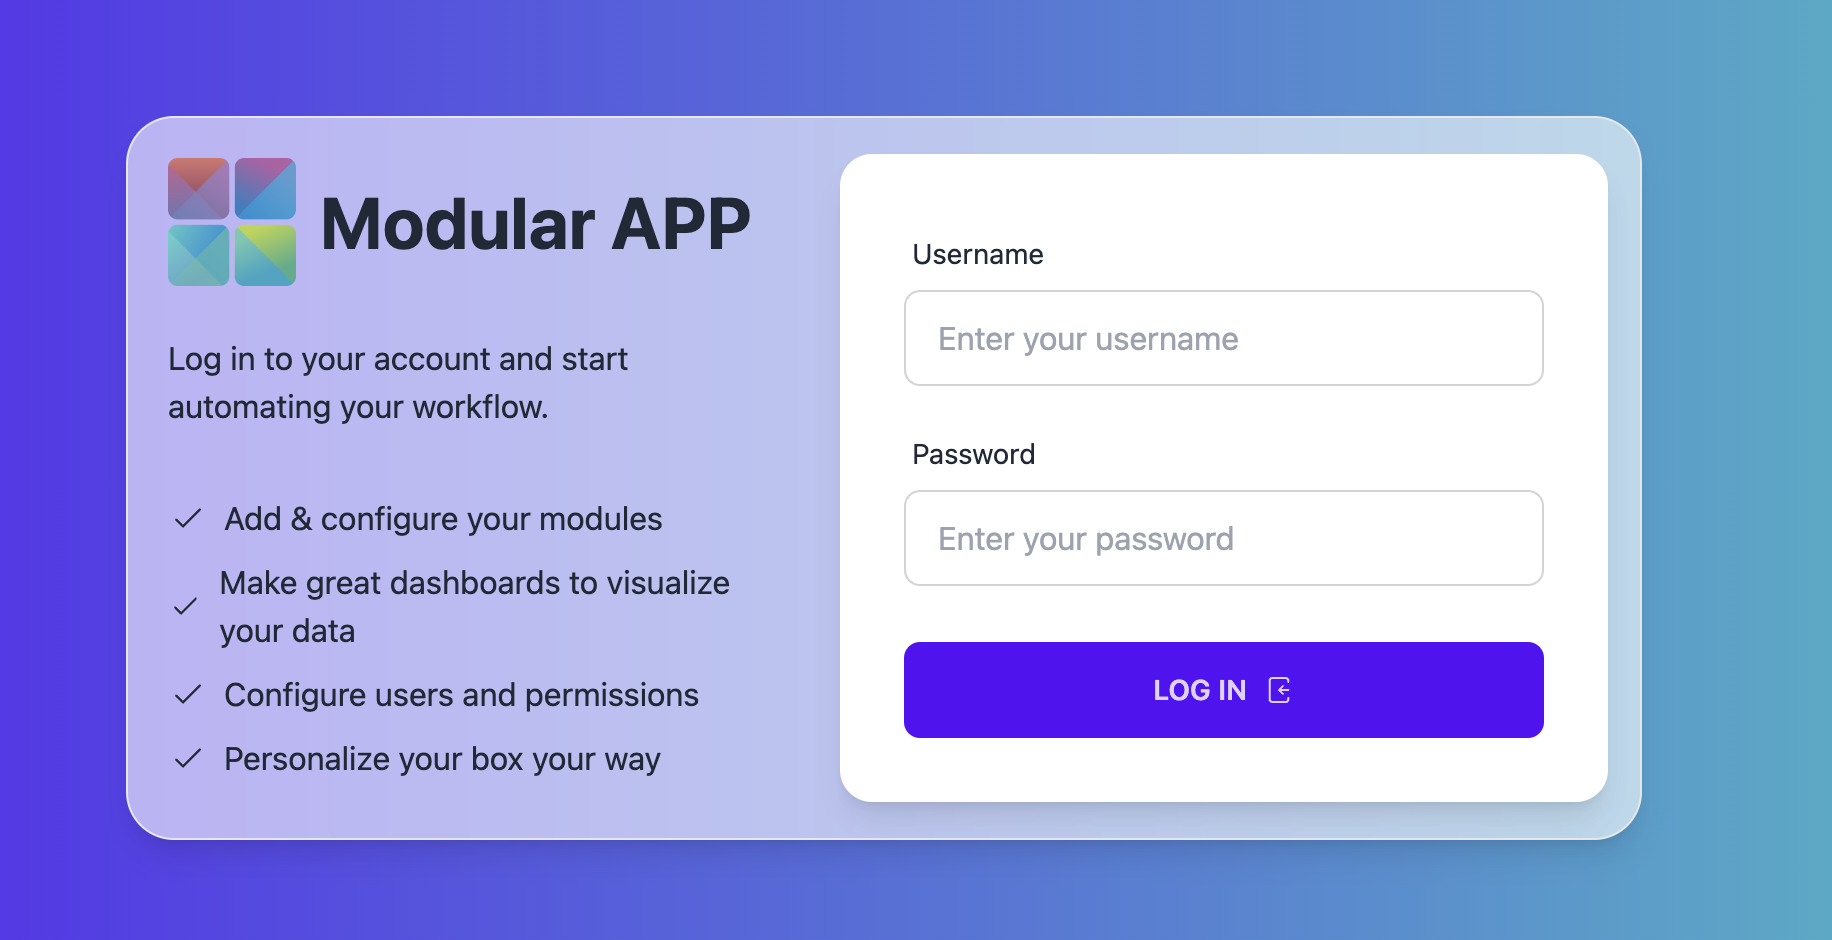 Modular APP
Log in to your account and start
automating your workflow.
Add & configure your modules
Make great dashboards to visualize
your data
Configure users and permissions
Personalize your box your way
Username
Enter your username
Password
Enter your password
LOG IN